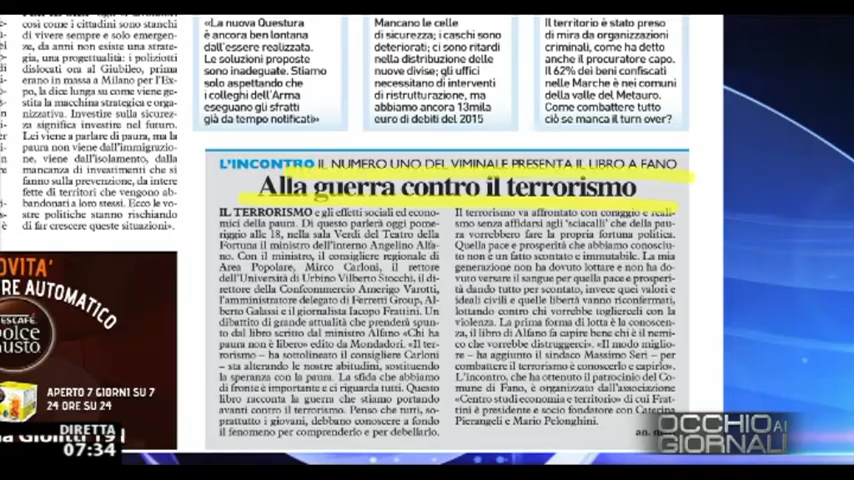 così come i cittadini sono stanchi
di vivere sempre e solo emergen-
ze, da anni non esiste una strate-
gia, una progettualità: i poliziotti
dislocati ora al Giubileo, prima
erano in massa a Milano per l'Ex-
po, la dice lunga su come viene ge-
stita la macchina strategica e orga-
nizzativa. Investire sulla sicurez-
za significa investire nel futuro.
Lei viene a parlare di paura, ma la
paura non viene dall'immigrazio-
ne, viene dall'isolamento, dalla
mancanza di investimenti che si
fanno sulla prevenzione, da intere
fette di territori che vengono ab-
bandonati a loro stessi. Ecco le vo-
stre politiche stanno rischiando
di far crescere queste situazioni».
«La nuova Questura
è ancora ben lontana
dall'essere realizzata.
Le soluzioni proposte
sono inadeguate. Stiamo
solo aspettando che
i colleghi dell'Arma
eseguano gli sfratti
già da tempo notificati»
Mancano le celle
di sicurezza; i caschi sono
deteriorati; ci sono ritardi
nella distribuzione delle
nuove divise; gli uffici
necessitano di interventi
di ristrutturazione, ma
abbiamo ancora 13mila
euro di debiti del 2015
Il territorio è stato preso
di mira da organizzazioni
criminali, come ha detto
anche il procuratore capo.
Il 62% dei beni confiscati
nelle Marche è nei comuni
della valle del Metauro.
Come combattere tutto
ciò se manca il turn over?
L'INCONTRO IL NUMERO UNO DEL VIMINALE PRESENTA IL LIBRO A FANO
Alla guerra contro il terrorismo
IL TERRORISMO e gli effetti sociali ed econo-
mici della paura. Di questo parlerà oggi pome-
riggio alle 18, nella sala Verdi del Teatro della
Fortuna il ministro dell'interno Angelino Alfa-
no. Con il ministro, il consigliere regionale di
Area Popolare, Mirco Carloni, il rettore
dell'Università di Urbino Vilberto Stocchi, il di-
rettore della Confcommercio Amerigo Varotti,
l'amministratore delegato di Ferretti Group, Al-
berto Galassi e il giornalista Iacopo Frattini. Un
dibattito di grande attualità che prenderà spun-
to dal libro scritto dal ministro Alfano «Chi ha
paura non è libero» edito da Mondadori. «Il ter-
rorismo – ha sottolineato il consigliere Carloni
– sta alterando le nostre abitudini, sostituendo
la speranza con la paura. La sfida che abbiamo
di fronte è importante e ci riguarda tutti. Questo
libro racconta la guerra che stiamo portando
avanti contro il terrorismo. Penso che tutti, so-
prattutto i giovani, debbano conoscere a fondo
il fenomeno per comprenderlo e per debellarlo.
Il terrorismo va affrontato con coraggio e reali-
smo senza affidarsi agli 'sciacalli' che della pau-
ra vorrebbero fare la propria fortuna politica.
Quella pace e prosperità che abbiamo conosciu-
to non è un fatto scontato e immutabile. La mia
generazione non ha dovuto lottare e non ha do-
vuto versare il sangue per quella pace e prosperi-
tà dando tutto per scontato, invece quei valori e
ideali civili e quelle libertà vanno riconfermati,
lottando contro chi vorrebbe toglierceli con la
violenza. La prima forma di lotta è la conoscen-
za, il libro di Alfano fa capire bene chi è il nemi-
co che vorrebbe distruggerci». «Il modo miglio-
re – ha aggiunto il sindaco Massimo Seri – per
combattere il terrorismo è conoscerlo e capirlo».
L'incontro, che ha ottenuto il patrocinio del Co-
mune di Fano, è organizzato dall'associazione
«Centro studi economia e territorio» di cui Frat-
tini è presidente e socio fondatore con Caterina
Pierangeli e Mario Pelonghini.
an.
OVITA'
RE AUTOMATICO
NESCAFÉ
Dolce
Gusto
APERTO 7 GIORNI SU 7
24 ORE SU 24
Giolitti 191
DIRETTA
07:34
OCCHIO AI
GIORNALI